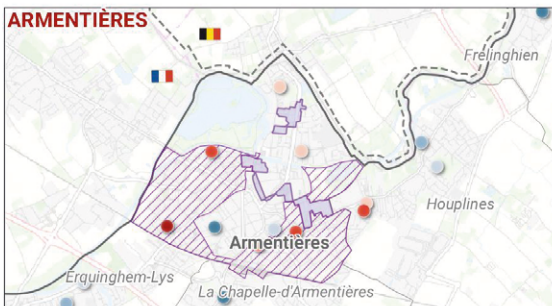 ARMENTIÈRES
Frelinghien
Houplines
Armentières
Erquinghem-Lys
La Chapelle-d'Armentières